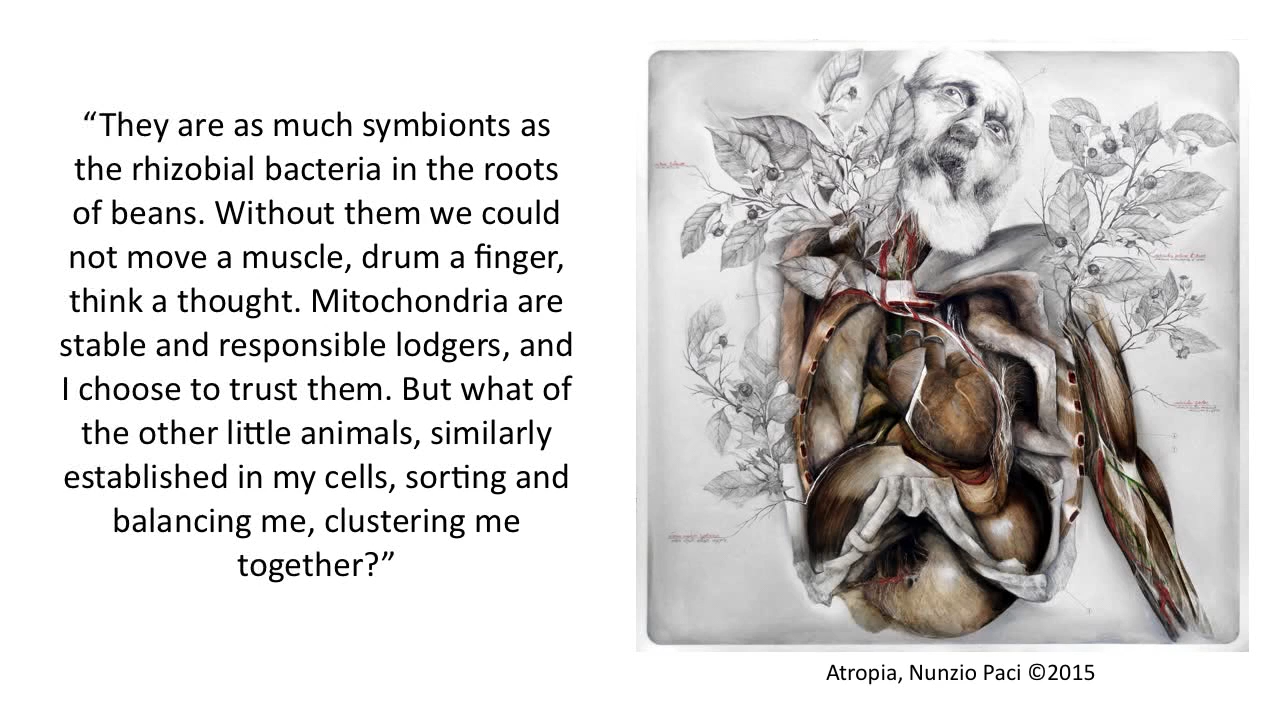 “They are as much symbionts as
the rhizobial bacteria in the roots
of beans. Without them we could
not move a muscle, drum a finger,
think a thought. Mitochondria are
stable and responsible lodgers, and
I choose to trust them. But what of
the other little animals, similarly
established in my cells, sorting and
balancing me, clustering me
together?”
Atropia, Nunzio Paci ©2015